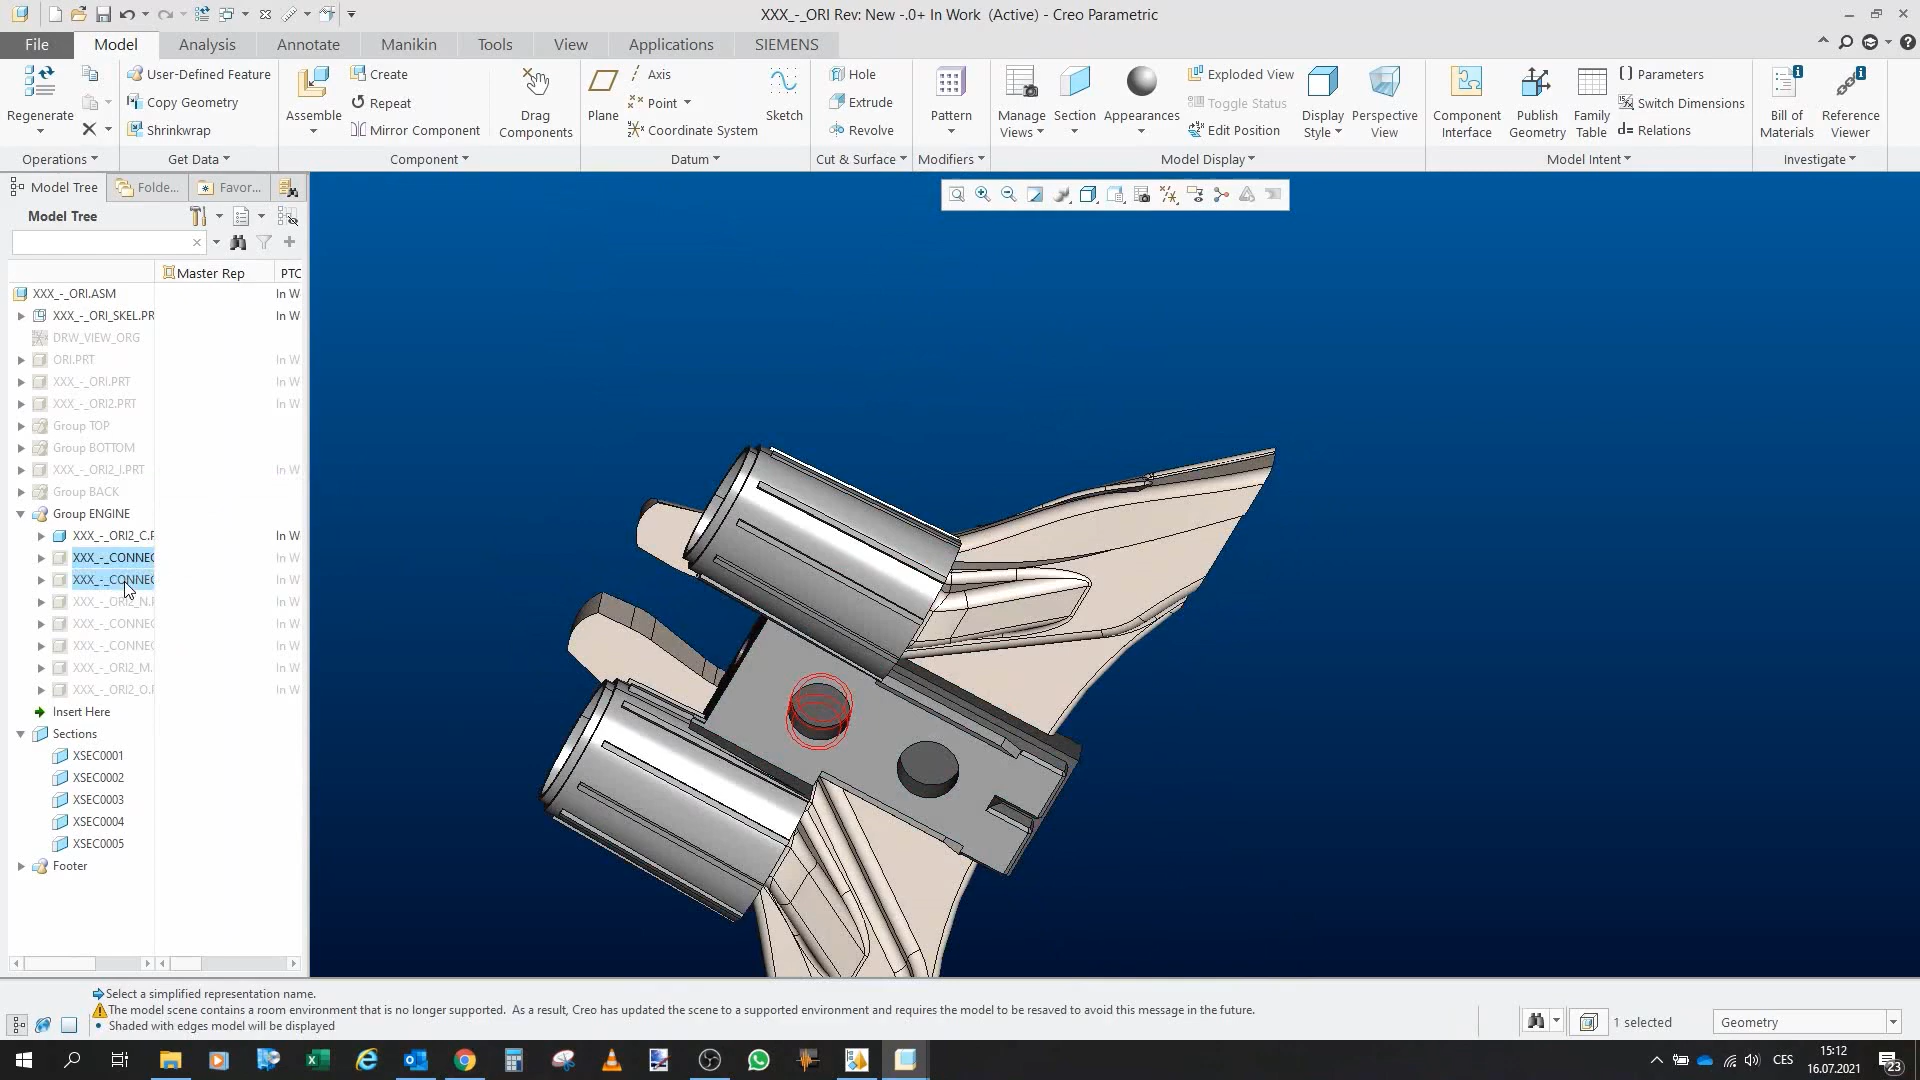 XXX_-_ORI Rev: New -.0+ In Work (Active) - Creo Parametric
File Model Analysis Annotate Manikin Tools View Applications SIEMENS
User-Defined Feature Create Axis Hole Exploded View Parameters
Copy Geometry Repeat Point Extrude Toggle Status Switch Dimensions
Shrinkwrap Mirror Component Coordinate System Revolve Edit Position Relations
Regenerate Assemble Drag Components Plane Sketch Pattern Manage Views Section Appearances Display Style Perspective View Component Interface Publish Geometry Family Table Bill of Materials Reference Viewer
Operations Get Data Component Datum Cut & Surface Modifiers Model Display Model Intent Investigate
Model Tree Folde... Favor...
Model Tree
Master Rep PTC
XXX_-_ORI.ASM In W
XXX_-_ORI_SKEL.PR In W
DRW_VIEW_ORG
ORI.PRT In W
XXX_-_ORI.PRT In W
XXX_-_ORI2.PRT In W
Group TOP
Group BOTTOM
XXX_-_ORI2_I.PRT In W
Group BACK
Group ENGINE
XXX_-_ORI2_C.P In W
XXX_-_CONNEC In W
XXX_-_CONNEC In W
XXX_-_ORI2_N.P In W
XXX_-_CONNEC In W
XXX_-_CONNEC In W
XXX_-_ORI2_M. In W
XXX_-_ORI2_O.P In W
Insert Here
Sections
XSEC0001
XSEC0002
XSEC0003
XSEC0004
XSEC0005
Footer
Select a simplified representation name.
The model scene contains a room environment that is no longer supported. As a result, Creo has updated the scene to a supported environment and requires the model to be resaved to avoid this message in the future.
Shaded with edges model will be displayed
1 selected Geometry
CES 15:12
16.07.2021 23